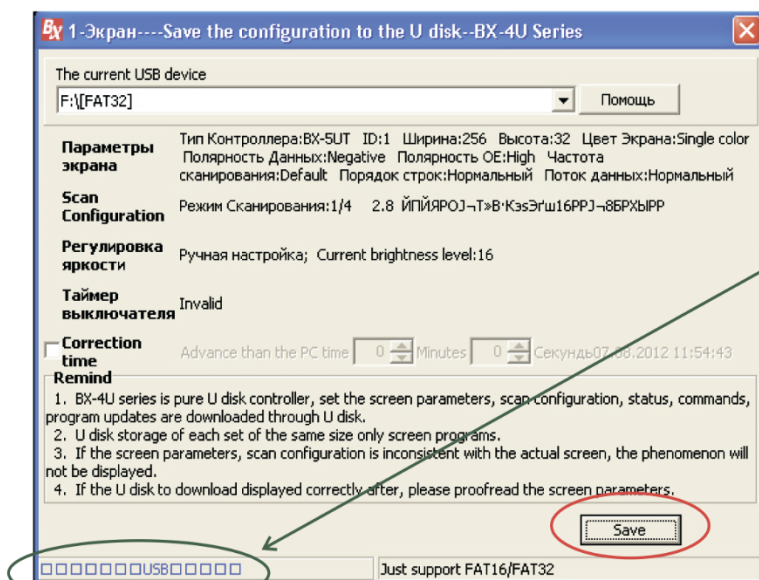 1-Экран----Save the configuration to the U disk--BX-4U Series
The current USB device
F:\[FAT32]
Помощь
Параметры экрана
Тип Контроллера:BX-5UT ID:1 Ширина:256 Высота:32 Цвет Экрана:Single color
Полярность Данных:Negative Полярность OE:High Частота
сканирования:Default Порядок строк:Нормальный Поток данных:Нормальный
Scan Configuration
Режим Сканирования:1/4 2.8
Регулировка яркости
Ручная настройка; Current brightness level:16
Таймер выключателя
Invalid
Correction time
Advance than the PC time 0 Minutes 0 Секундь07.08.2012 11:54:43
Remind
1. BX-4U series is pure U disk controller, set the screen parameters, scan configuration, status, commands,
program updates are downloaded through U disk.
2. U disk storage of each set of the same size only screen programs.
3. If the screen parameters, scan configuration is inconsistent with the actual screen, the phenomenon will
not be displayed.
4. If the U disk to download displayed correctly after, please proofread the screen parameters.
Save
□□□□□□□USB□□□□□
Just support FAT16/FAT32